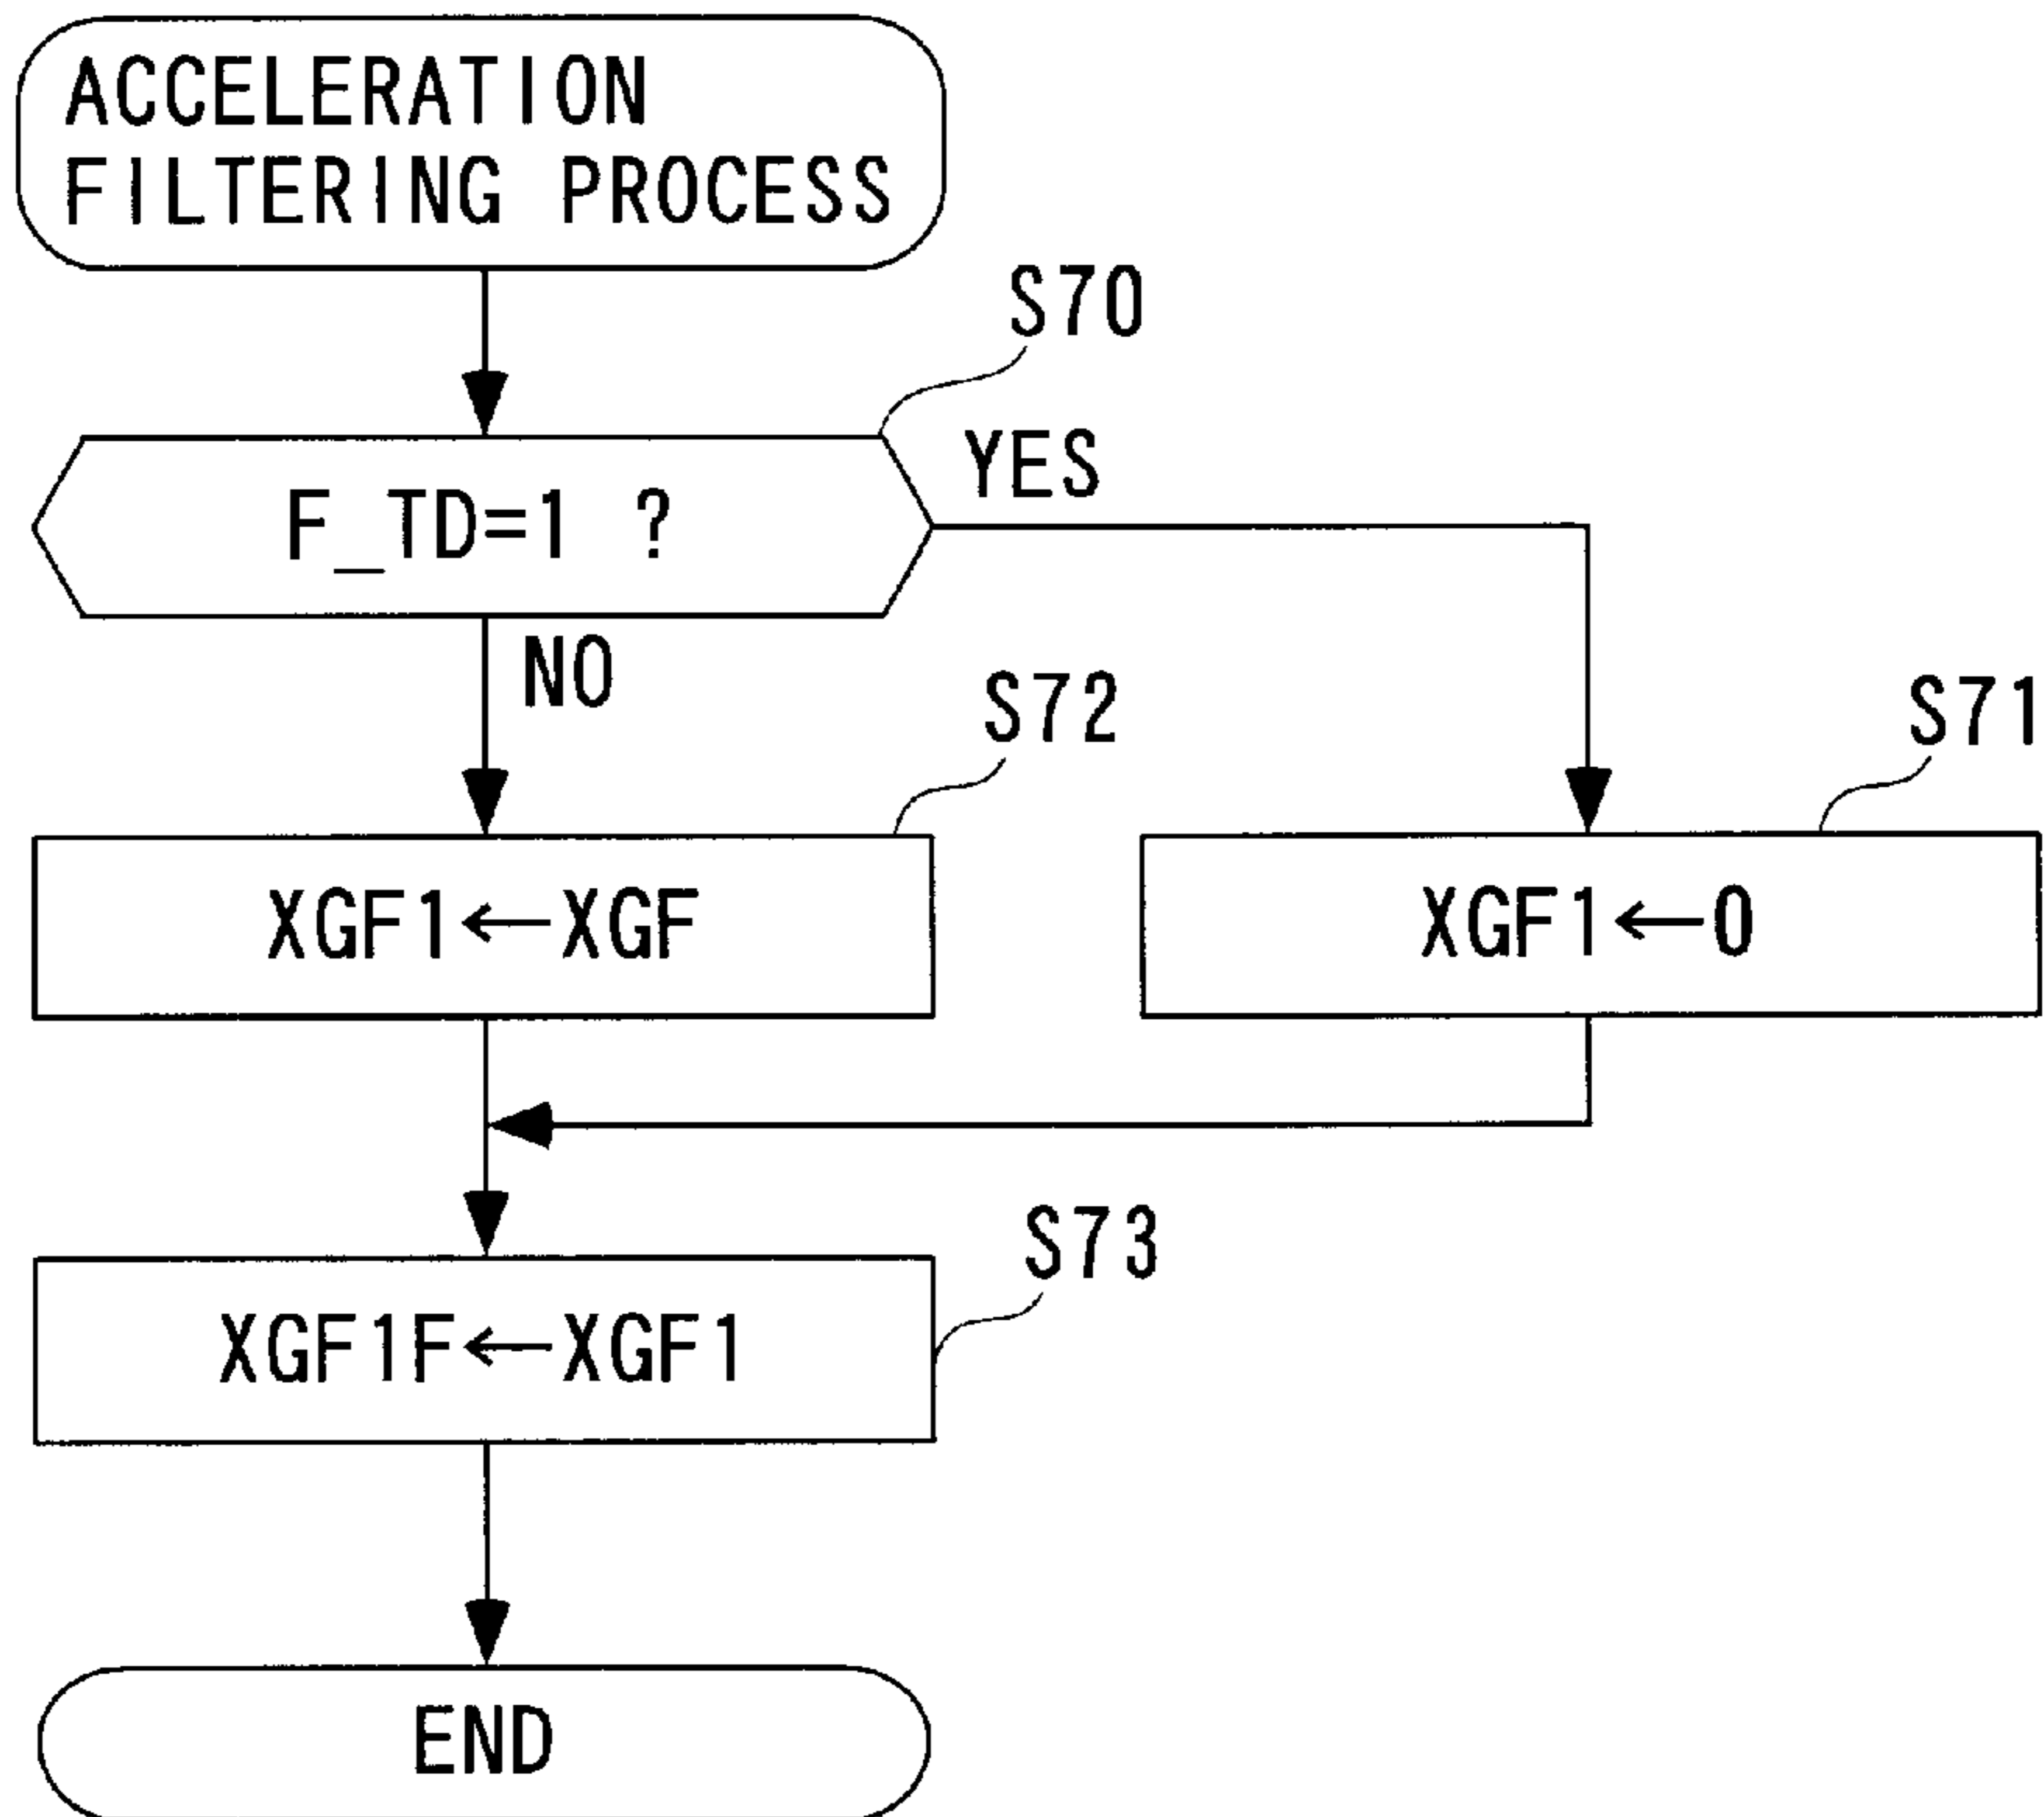 ACCELERATION
FILTERING PROCESS
S70
F_TD=1 ?
YES
NO
S72
S71
XGF1←XGF
XGF1←0
S73
XGF1F←XGF1
END